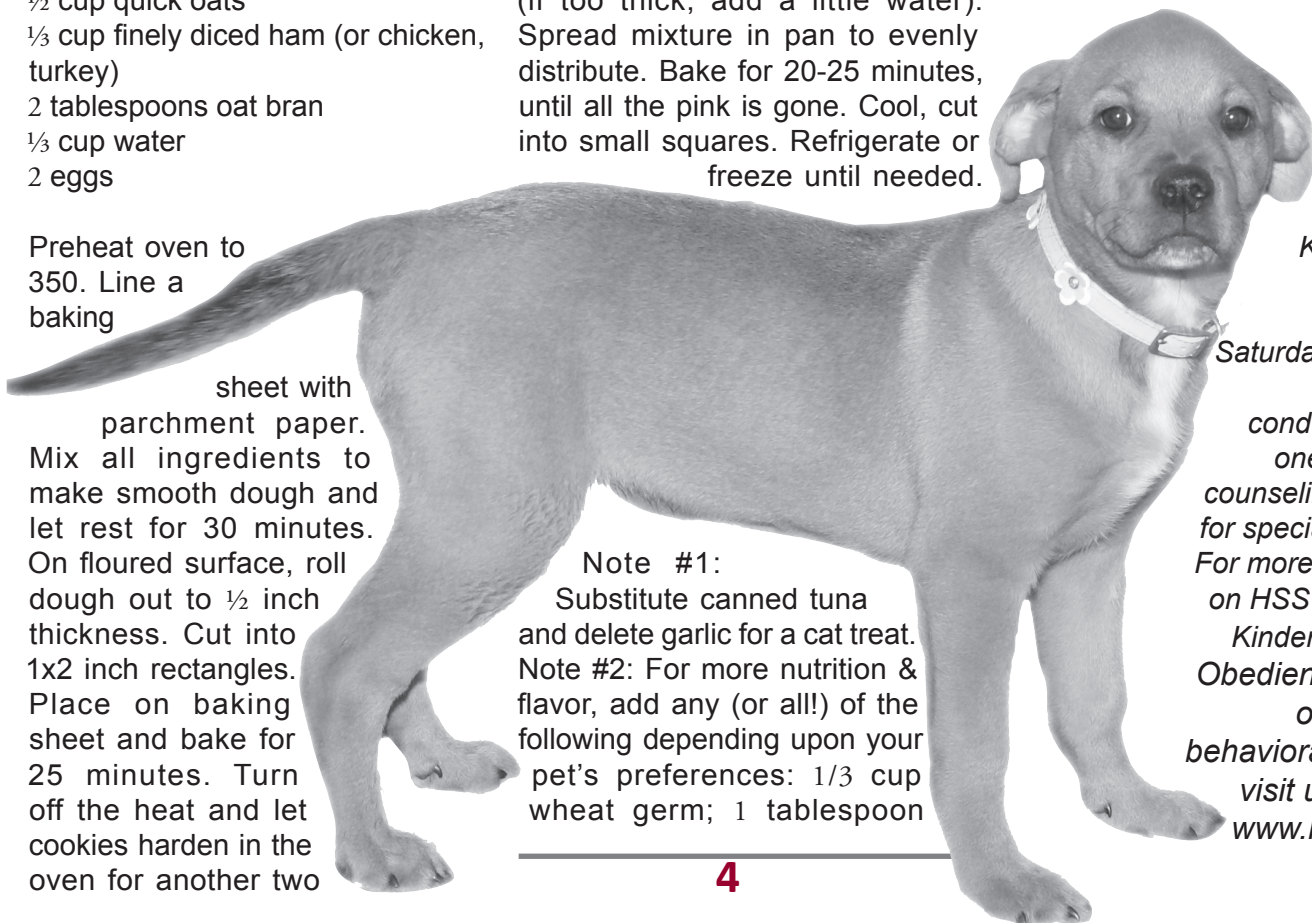 ½ cup quick oats
⅓ cup finely diced ham (or chicken,
turkey)
2 tablespoons oat bran
⅓ cup water
2 eggs
Preheat oven to
350. Line a
baking
sheet with
parchment paper.
Mix all ingredients to
make smooth dough and
let rest for 30 minutes.
On floured surface, roll
dough out to ½ inch
thickness. Cut into
1x2 inch rectangles.
Place on baking
sheet and bake for
25 minutes. Turn
off the heat and let
cookies harden in the
oven for another two
(if too thick, add a little water).
Spread mixture in pan to evenly
distribute. Bake for 20-25 minutes,
until all the pink is gone. Cool, cut
into small squares. Refrigerate or
freeze until needed.
Note #1:
Substitute canned tuna
and delete garlic for a cat treat.
Note #2: For more nutrition &
flavor, add any (or all!) of the
following depending upon your
pet's preferences: 1/3 cup
wheat germ; 1 tablespoon
4
K
Saturda
cond
one
counseli
for speci
For more
on HSS
Kinder
Obedien
o
behaviora
visit u
www.